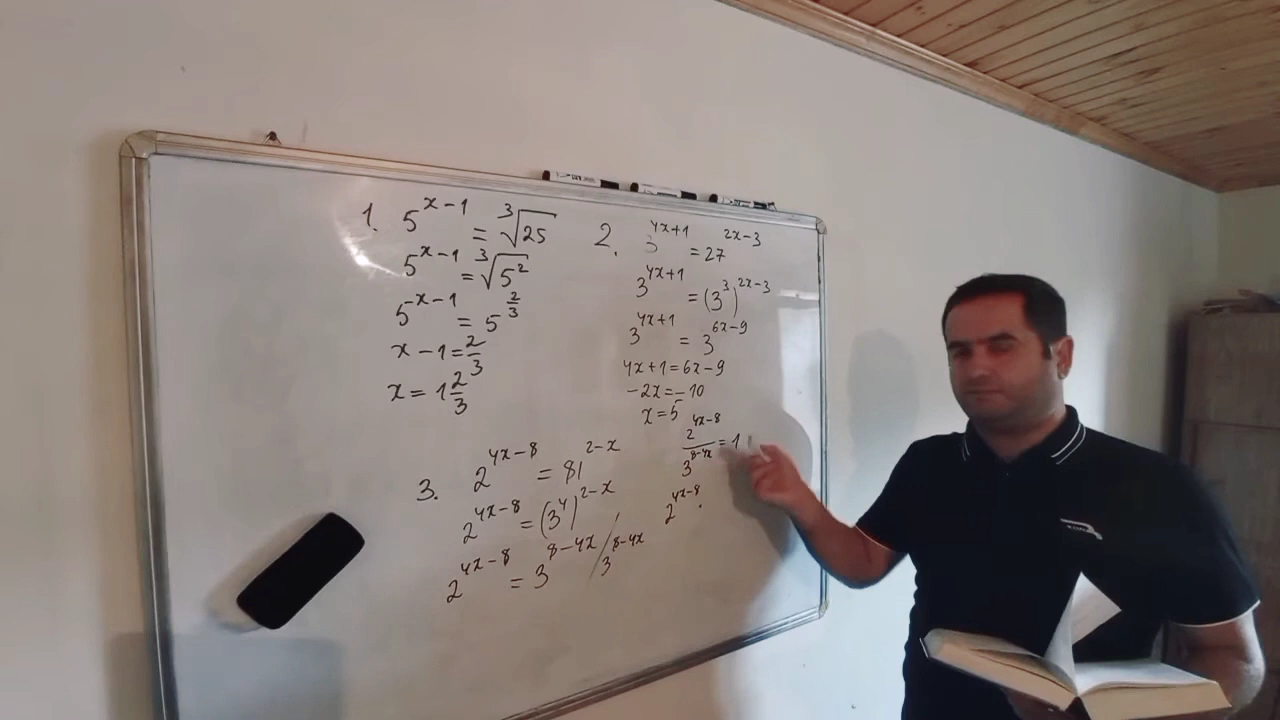 1. 5^{x-1} = ∛25
5^{x-1} = ∛5²
5^{x-1} = 5^{2/3}
x-1 = 2/3
x = 1 2/3
2. 3^{4x+1} = 27^{2x-3}
3^{4x+1} = (3³)^{2x-3}
3^{4x+1} = 3^{6x-9}
4x+1 = 6x-9
-2x = -10
x = 5
3. 2^{4x-8} = 81^{2-x}
2^{4x-8} = (3⁴)^{2-x}
2^{4x-8} = 3^{8-4x} / 3^{8-4x}
2^{4x-8}/3^{8-4x} = 1
2^{4x-8} ·